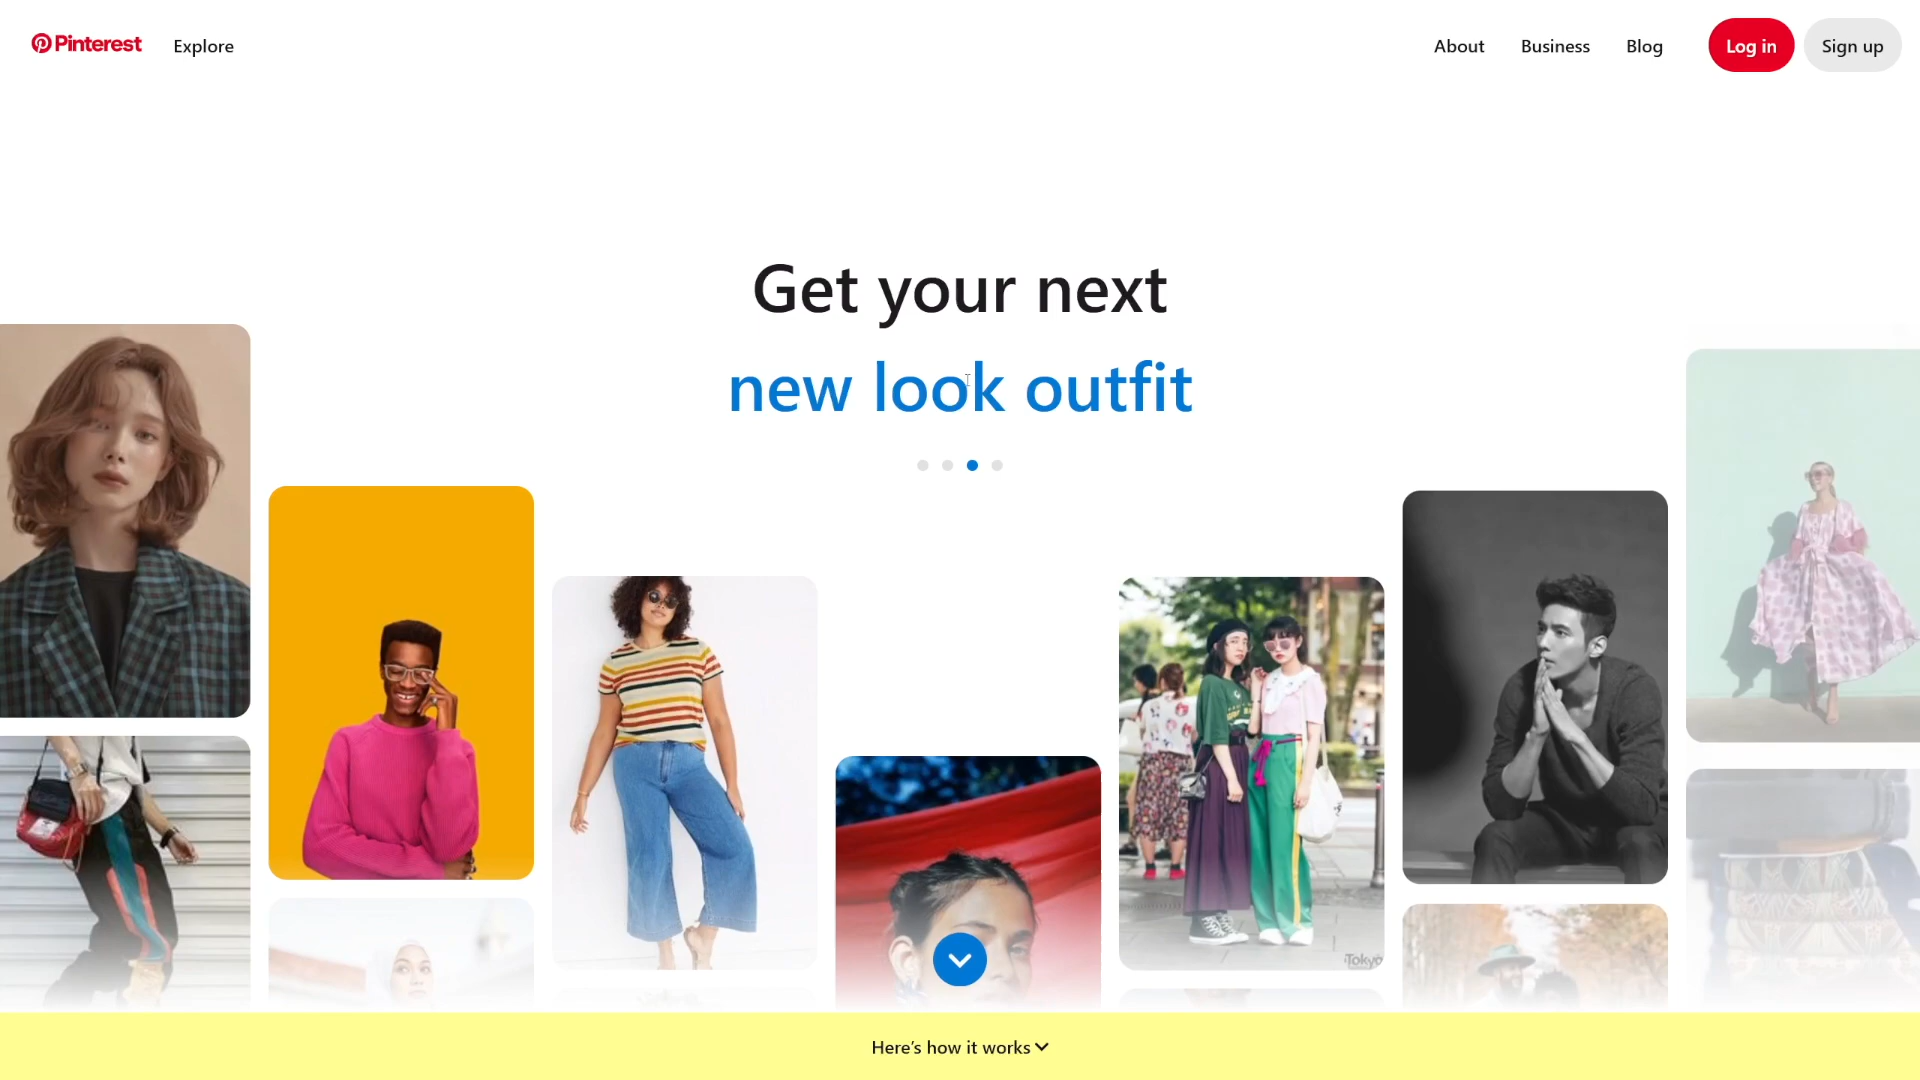 Pinterest
Explore
About
Business
Blog
Log in
Sign up
Get your next
new look outfit
Tokyo
Here's how it works